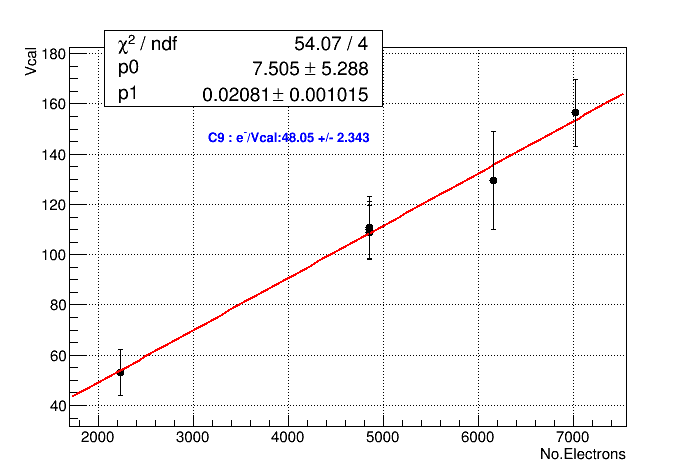 χ² / ndf 54.07 / 4
p0 7.505 ± 5.288
p1 0.02081 ± 0.001015
C9 : e⁻/Vcal:48.05 +/- 2.343
Vcal
180
160
140
120
100
80
60
40
2000 3000 4000 5000 6000 7000
No.Electrons